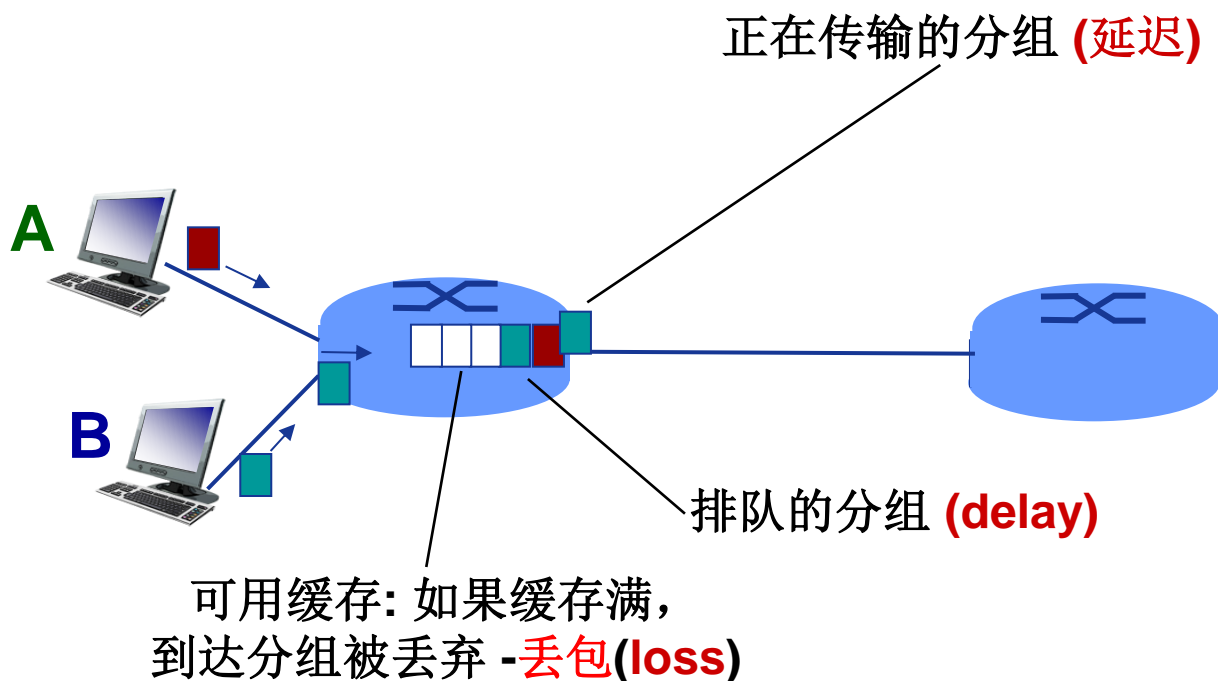 正在传输的分组 (延迟)
A
B
排队的分组 (delay)
可用缓存: 如果缓存满，
到达分组被丢弃 -丢包(loss)